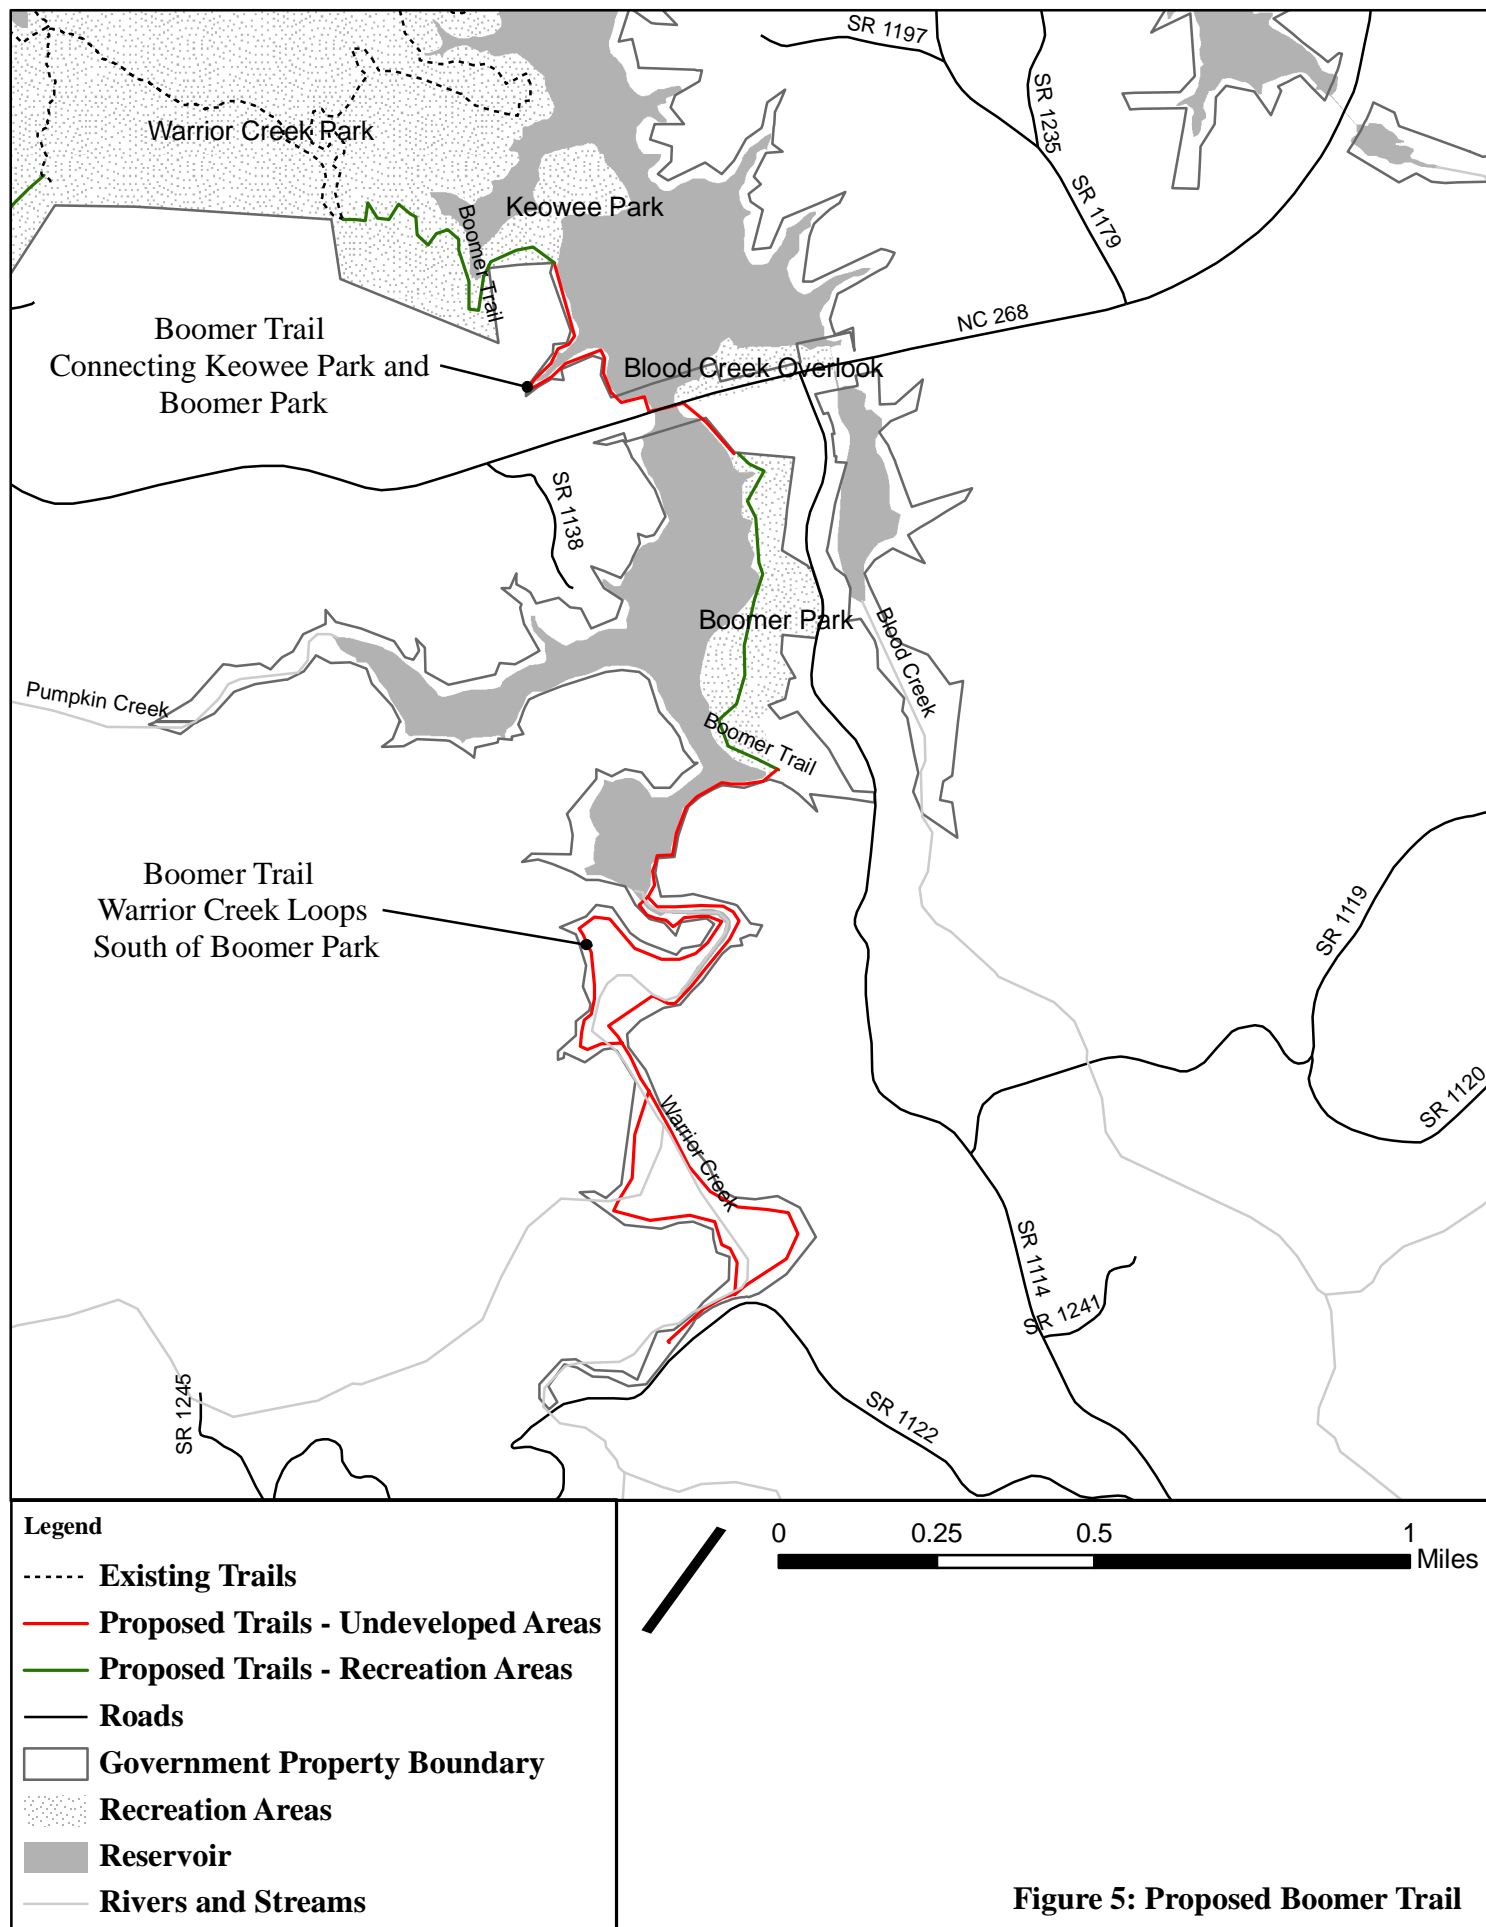 SR 1197
SR 1235
Warrior Creek Park
SR 1179
Keowee Park
Boomer Trail
NC 268
Boomer Trail
Connecting Keowee Park and
Boomer Park
Blood Creek Overlook
SR 1138
Boomer Park
Blood Creek
Pumpkin Creek
Boomer Trail
Boomer Trail
Warrior Creek Loops
South of Boomer Park
SR 1119
SR 1120
Warrior Creek
SR 1114
SR 1241
SR 1245
SR 1122
Legend
Existing Trails
Proposed Trails - Undeveloped Areas
Proposed Trails - Recreation Areas
Roads
Government Property Boundary
Recreation Areas
Reservoir
Rivers and Streams
0 0.25 0.5 1
Miles
Figure 5: Proposed Boomer Trail